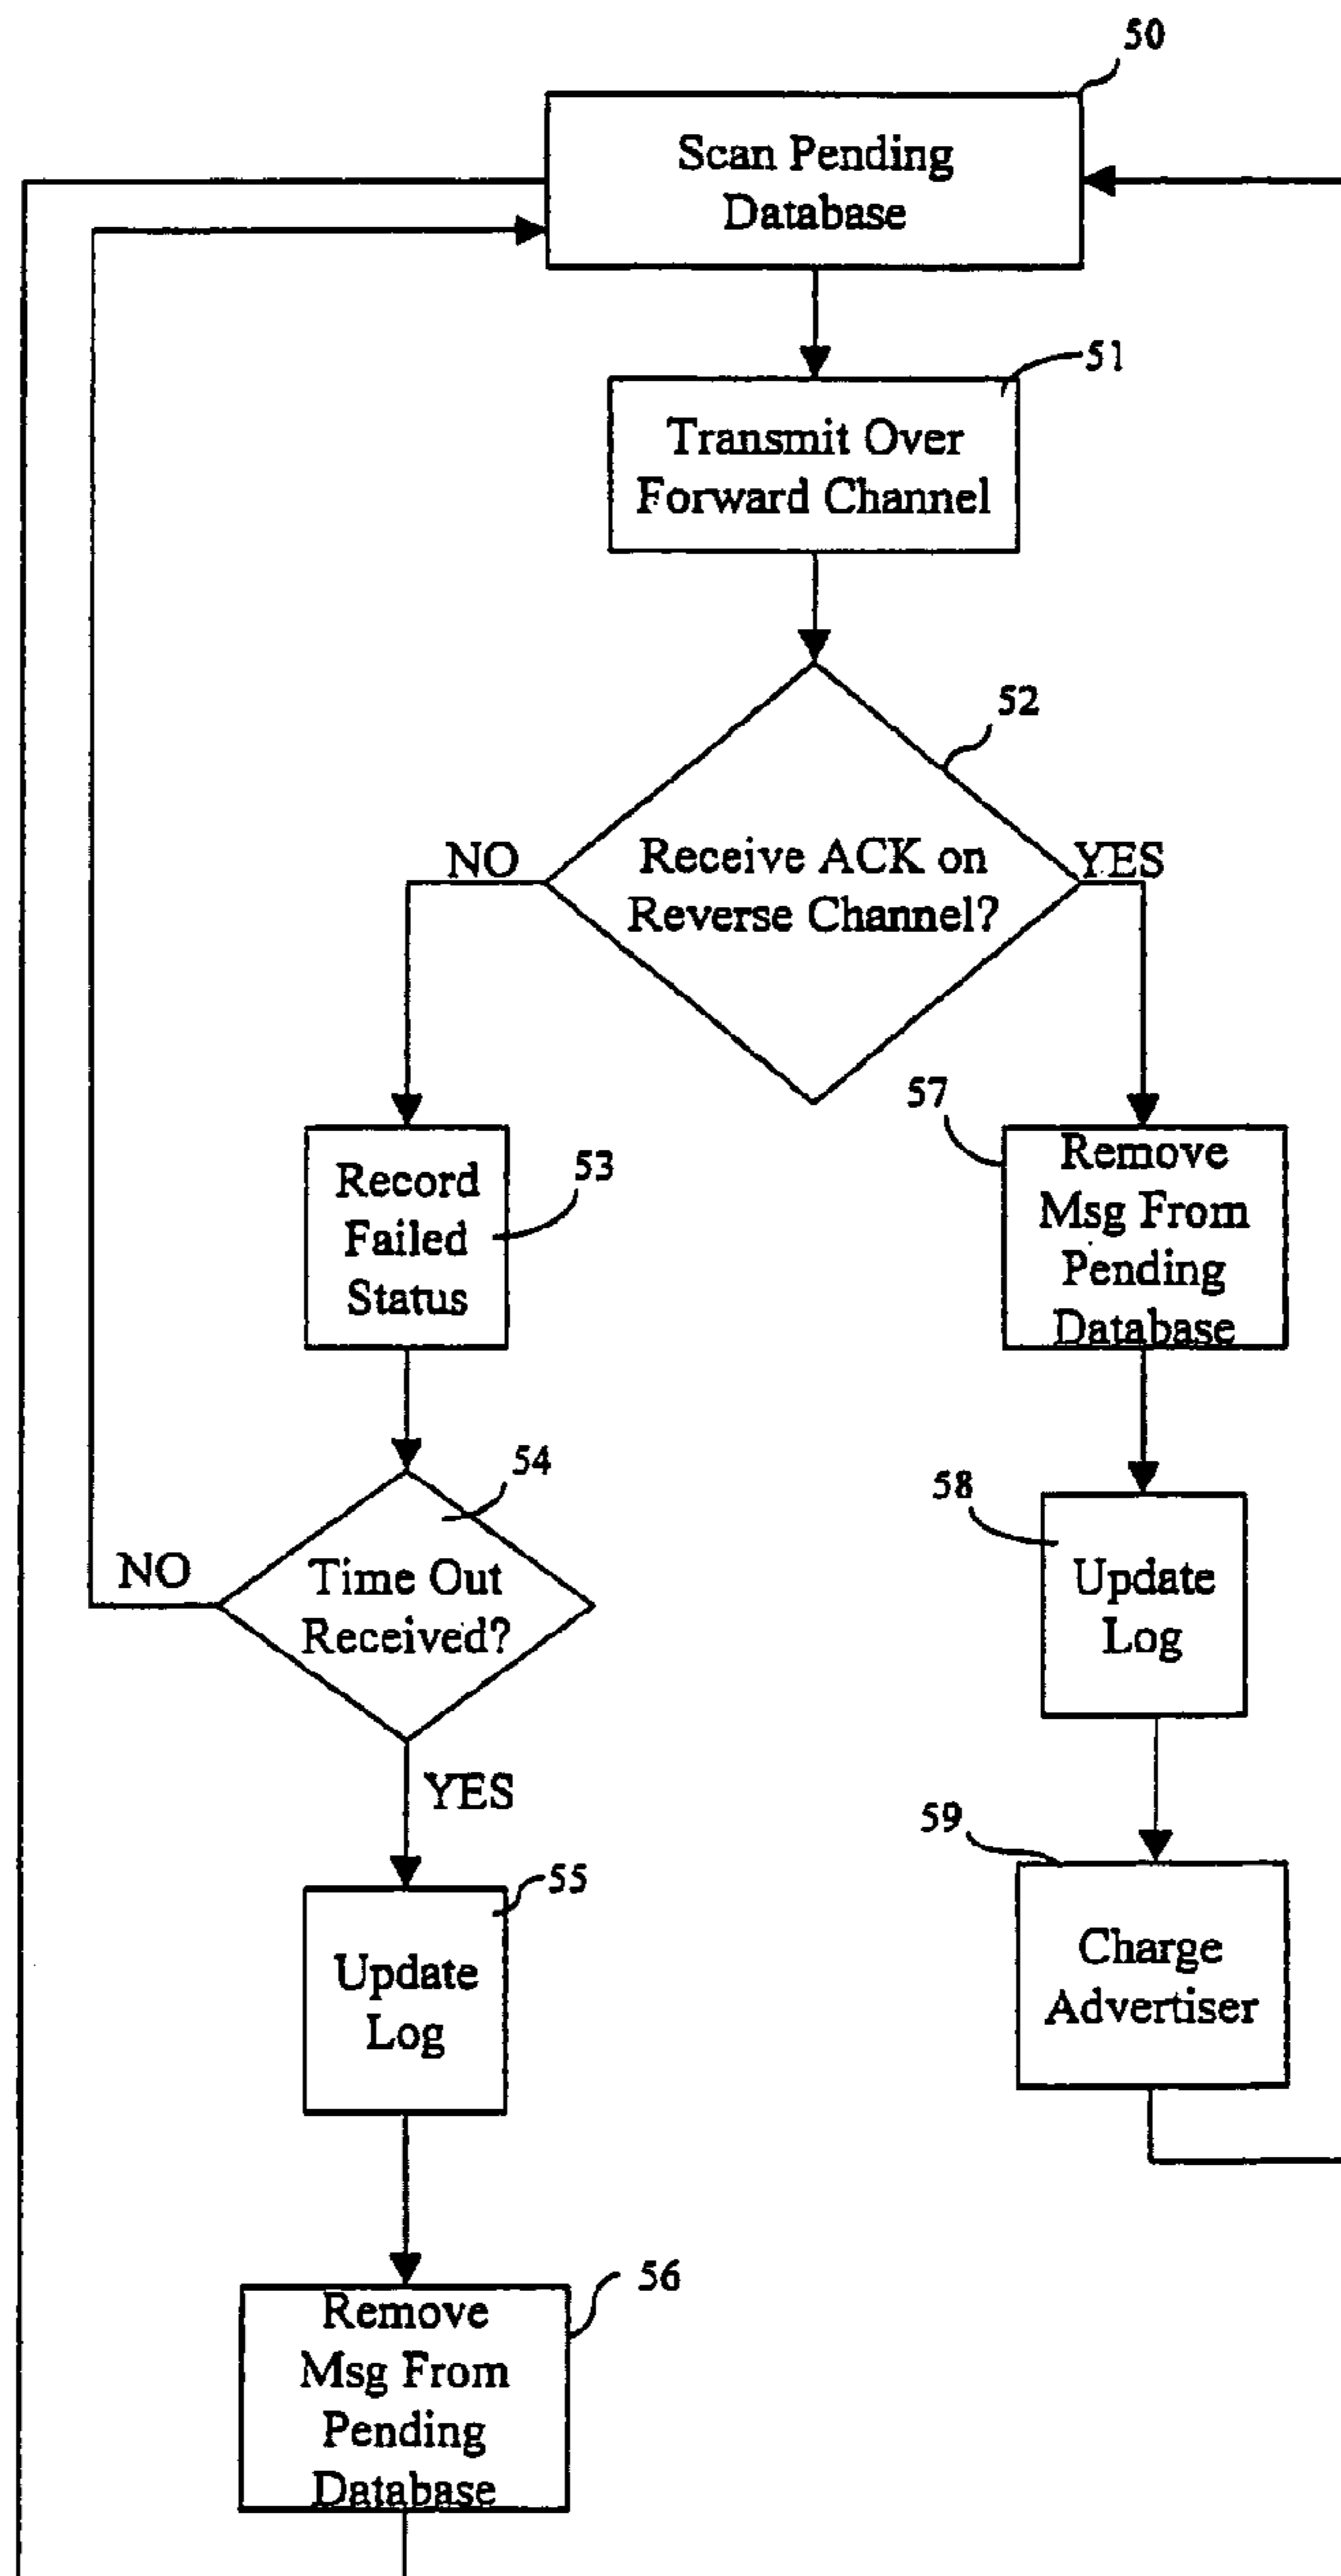 50
Scan Pending
Database
51
Transmit Over
Forward Channel
52
NO
Receive ACK on
Reverse Channel?
YES
53
Record
Failed
Status
57
Remove
Msg From
Pending
Database
54
NO
Time Out
Received?
YES
58
Update
Log
55
Update
Log
59
Charge
Advertiser
56
Remove
Msg From
Pending
Database